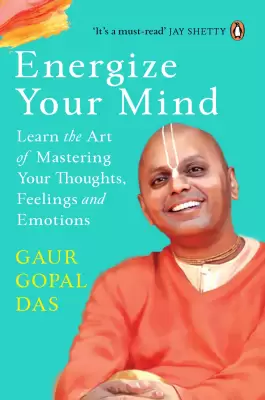 'It's a must-read' JAY SHETTY
Energize
Your Mind
Learn the Art
of Mastering
Your Thoughts,
Feelings and
Emotions
GAUR
GOPAL
DAS